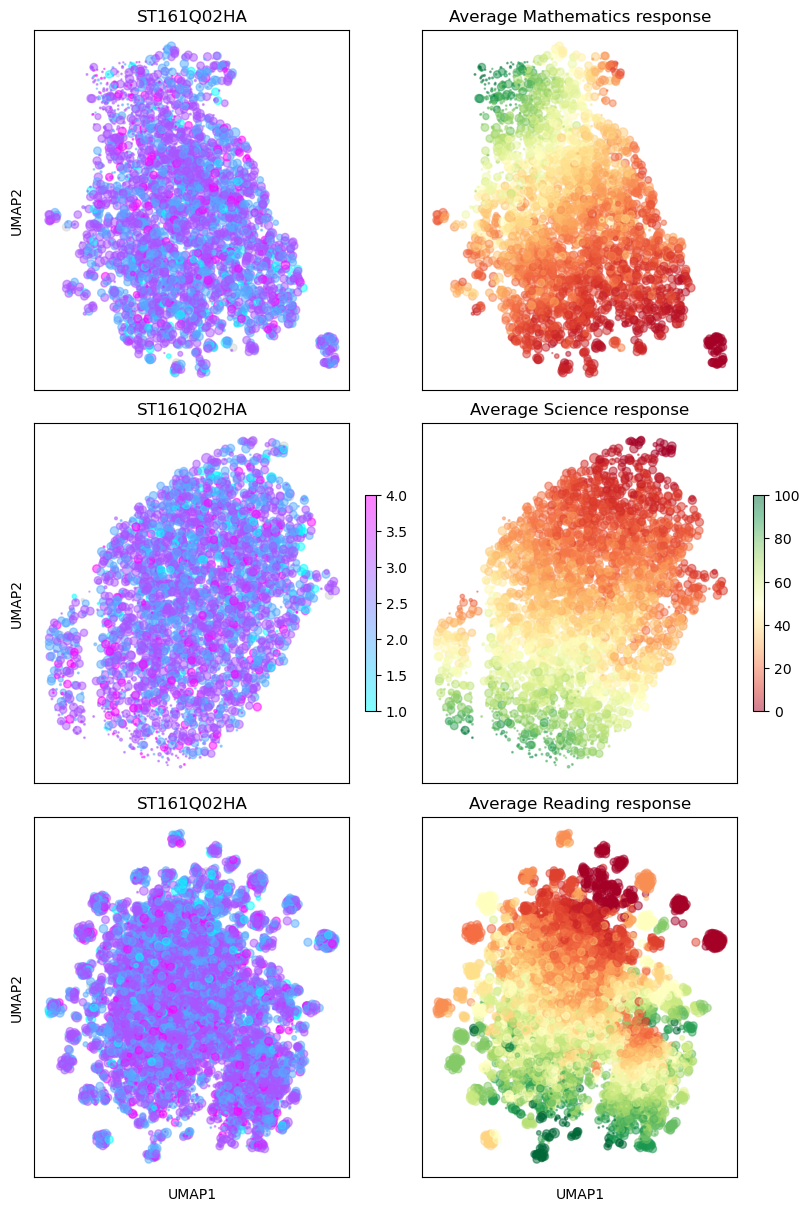 ST161Q02HA
Average Mathematics response
UMAP2
ST161Q02HA
Average Science response
UMAP2
4.0
3.5
3.0
2.5
2.0
1.5
1.0
100
80
60
40
20
0
ST161Q02HA
Average Reading response
UMAP2
UMAP1
UMAP1